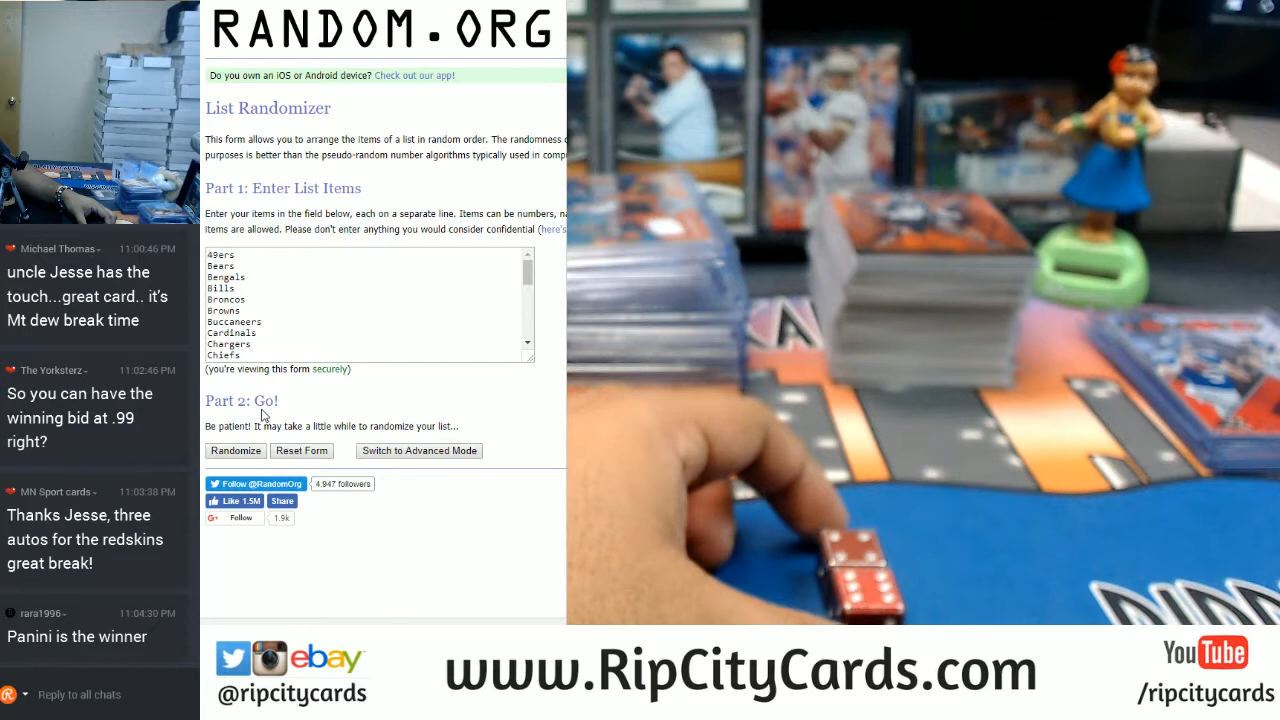 RANDOM.ORG
Do you own an iOS or Android device? Check out our app!
List Randomizer
This form allows you to arrange the items of a list in random order. The randomness
purposes is better than the pseudo-random number algorithms typically used in comp
Part 1: Enter List Items
Enter your items in the field below, each on a separate line. Items can be numbers, na
items are allowed. Please don't enter anything you would consider confidential (here's
49ers
Bears
Bengals
Bills
Broncos
Browns
Buccaneers
Cardinals
Chargers
Chiefs
(you're viewing this form securely)
Part 2: Go!
Be patient! It may take a little while to randomize your list...
Randomize Reset Form Switch to Advanced Mode
Follow @RandomOrg 4,947 followers
Like 1.5M Share
G+ Follow 1.9k
Michael Thomas 11:00:46 PM
uncle Jesse has the
touch...great card.. it's
Mt dew break time
The Yorksterz 11:02:46 PM
So you can have the
winning bid at .99
right?
MN Sport cards 11:03:38 PM
Thanks Jesse, three
autos for the redskins
great break!
rara1996 11:04:30 PM
Panini is the winner
Reply to all chats
ebay
@ripcitycards
www.RipCityCards.com
YouTube
/ripcitycards